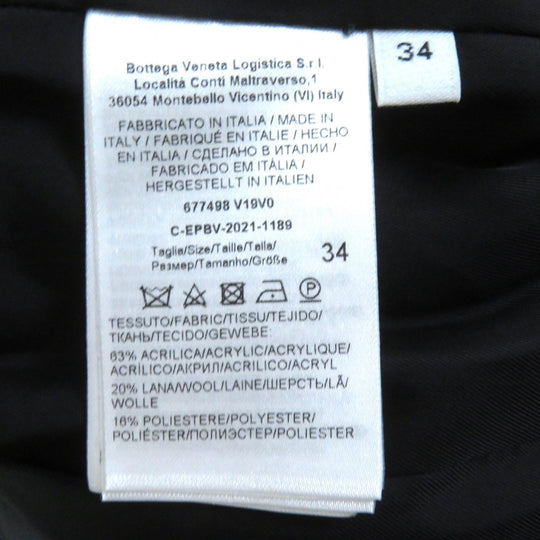 Bottega Veneta Logistica S.r.l.
Località Conti Maltraverso,1
36054 Montebello Vicentino (VI) Italy
FABBRICATO IN ITALIA / MADE IN
ITALY / FABRIQUÉ EN ITALIE / HECHO
EN ITALIA / СДЕЛАНО В ИТАЛИИ /
FABRICADO EM ITÀLIA /
HERGESTELLT IN ITALIEN
677498 V19V0
C-EPBV-2021-1189
Taglia/Size/Taille/Talla/
Размер/Tamanho/Größe
34
P
TESSUTO/FABRIC/TISSU/TEJIDO/
ТКАНЬ/TECIDO/GEWEBE:
63% ACRILICA/ACRYLIC/ACRYLIQUE/
ACRÍLICO/АКРИЛ/ACRÍLICO/ACRYL
20% LANA/WOOL/LAINE/ШЕРСТЬ/LÃ/
WOLLE
16% POLIESTERE/POLYESTER/
POLIÉSTER/ПОЛИЭСТЕР/POLYESTER
34